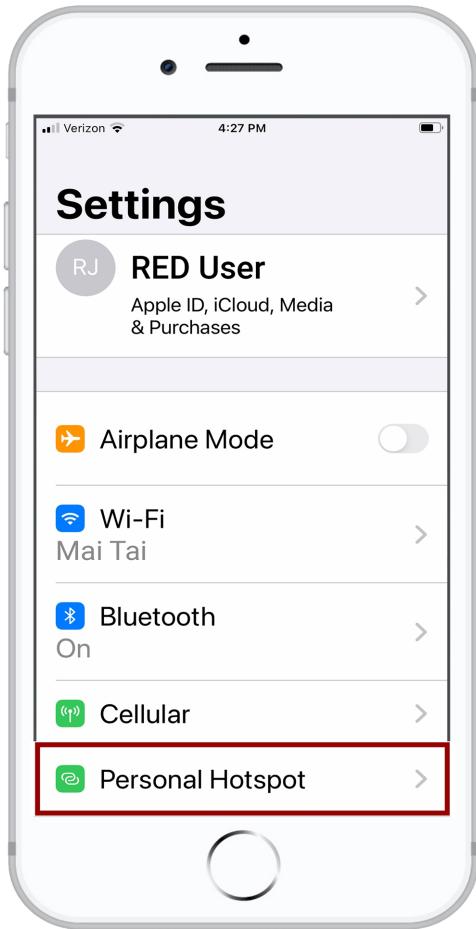 Verizon 4:27 PM
Settings
RJ RED User
Apple ID, iCloud, Media
& Purchases
Airplane Mode
Wi-Fi
Mai Tai
Bluetooth
On
Cellular
Personal Hotspot